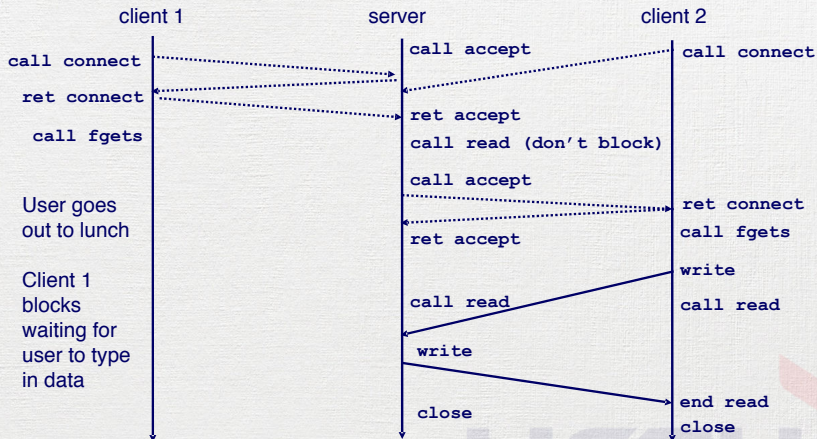 client 1
server
client 2
call connect
ret connect
call fgets
User goes
out to lunch
Client 1
blocks
waiting for
user to type
in data
call accept
ret accept
call read (don't block)
call accept
ret accept
call read
write
close
call connect
ret connect
call fgets
write
call read
end read
close